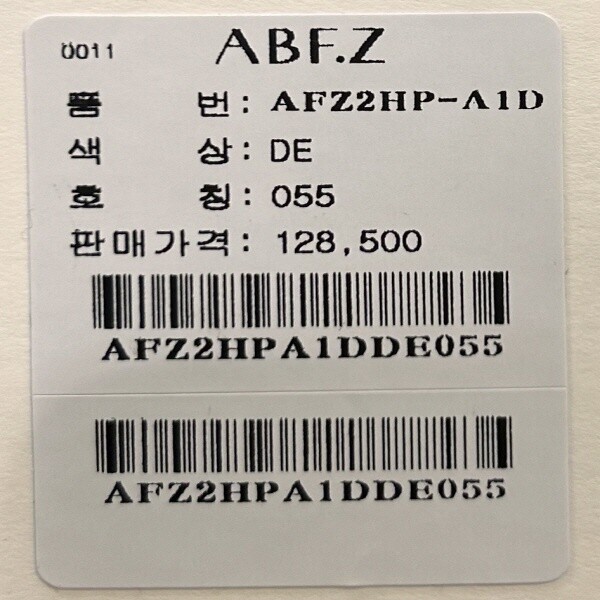 0011 ABF.Z
품 번: AFZ2HP-A1D
색 상: DE
호 칭: 055
판매가격: 128,500
AFZ2HPA1DDE055
AFZ2HPA1DDE055